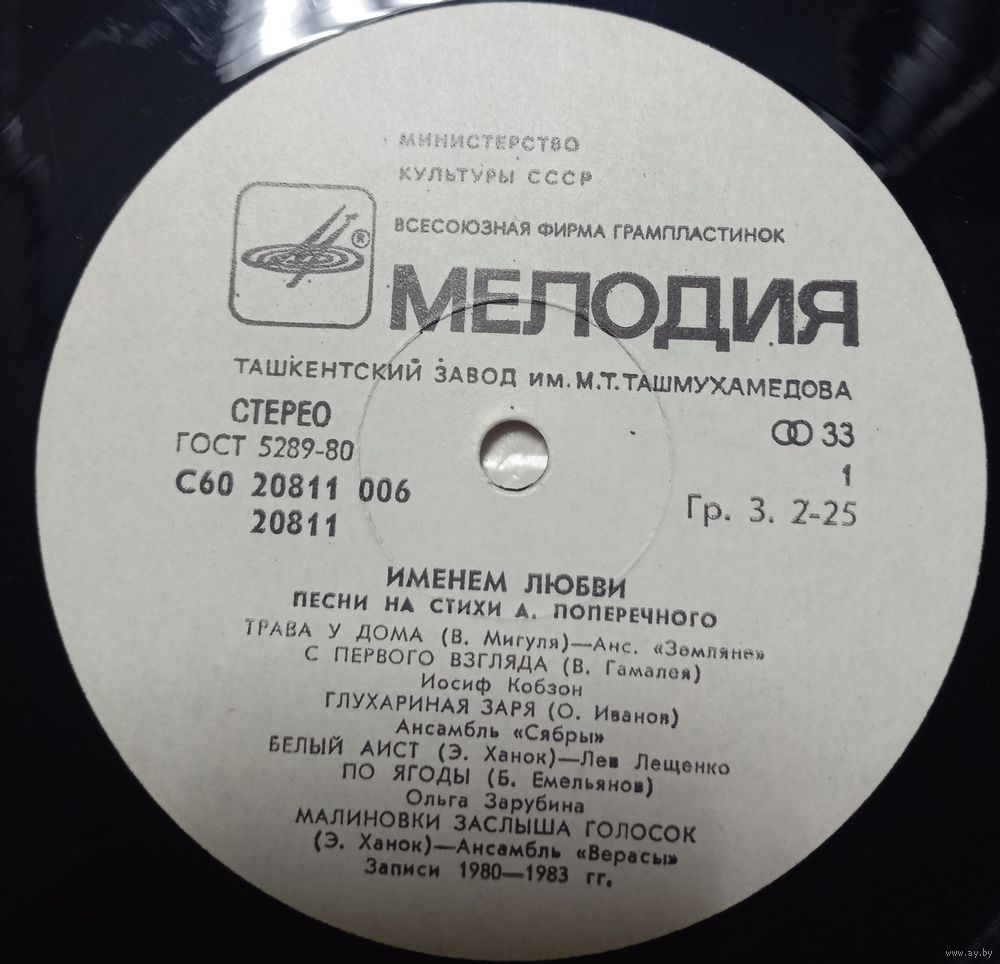 МИНИСТЕРСТВО
КУЛЬТУРЫ СССР
ВСЕСОЮЗНАЯ ФИРМА ГРАМПЛАСТИНОК
®
МЕЛОДИЯ
ТАШКЕНТСКИЙ ЗАВОД ИМ. М.Т.ТАШМУХАМЕДОВА
СТЕРЕО
ГОСТ 5289-80
С60 20811 006
20811
33
1
Гр. 3. 2-25
ИМЕНЕМ ЛЮБВИ
ПЕСНИ НА СТИХИ А. ПОПЕРЕЧНОГО
ТРАВА У ДОМА (В. Мигуля)—Анс. «Земляне»
С ПЕРВОГО ВЗГЛЯДА (В. Гамалея)
Иосиф Кобзон
ГЛУХАРИНАЯ ЗАРЯ (О. Иванов)
Ансамбль «Сябры»
БЕЛЫЙ АИСТ (Э. Ханок)—Лев Лещенко
ПО ЯГОДЫ (Б. Емельянов)
Ольга Зарубина
МАЛИНОВКИ ЗАСЛЫША ГОЛОСОК
(Э. Ханок)—Ансамбль «Верасы»
Записи 1980—1983 гг.
www.ay.by